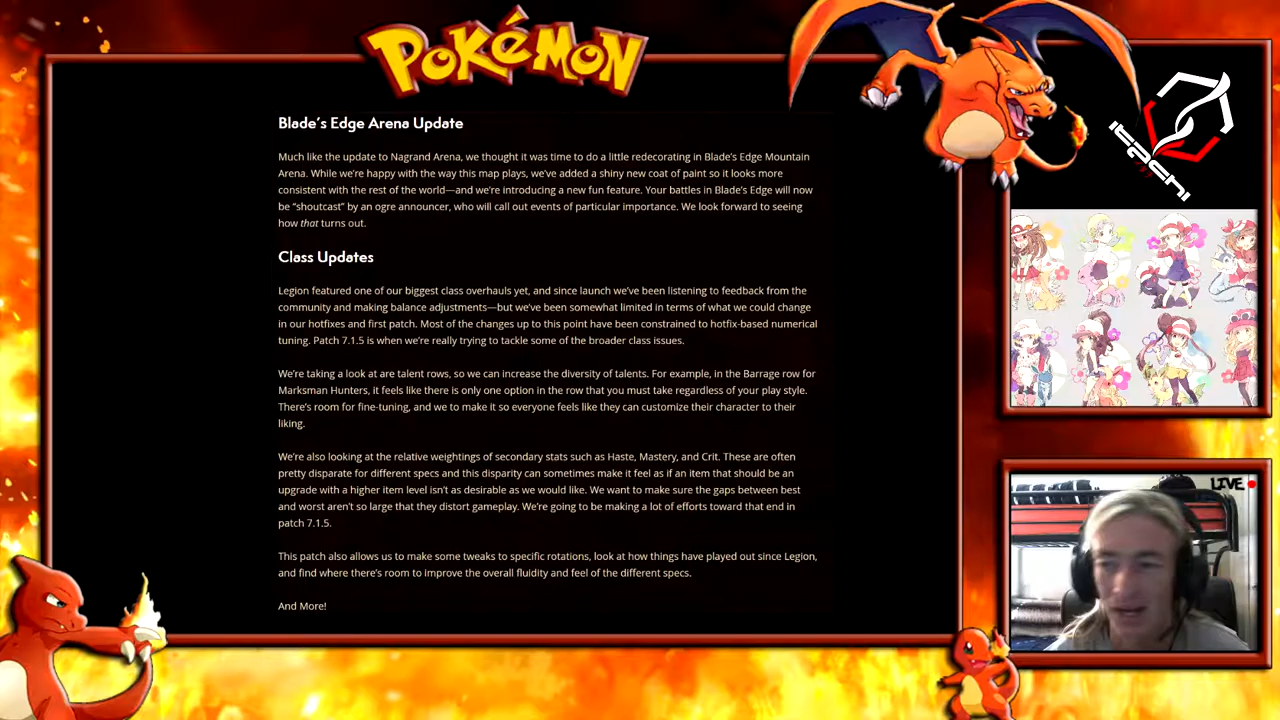 POKéMON
Blade's Edge Arena Update
Much like the update to Nagrand Arena, we thought it was time to do a little redecorating in Blade's Edge Mountain
Arena. While we're happy with the way this map plays, we've added a shiny new coat of paint so it looks more
consistent with the rest of the world—and we're introducing a new fun feature. Your battles in Blade's Edge will now
be "shoutcast" by an ogre announcer, who will call out events of particular importance. We look forward to seeing
how that turns out.
Class Updates
Legion featured one of our biggest class overhauls yet, and since launch we've been listening to feedback from the
community and making balance adjustments—but we've been somewhat limited in terms of what we could change
in our hotfixes and first patch. Most of the changes up to this point have been constrained to hotfix-based numerical
tuning. Patch 7.1.5 is when we're really trying to tackle some of the broader class issues.
We're taking a look at are talent rows, so we can increase the diversity of talents. For example, in the Barrage row for
Marksman Hunters, it feels like there is only one option in the row that you must take regardless of your play style.
There's room for fine-tuning, and we to make it so everyone feels like they can customize their character to their
liking.
We're also looking at the relative weightings of secondary stats such as Haste, Mastery, and Crit. These are often
pretty disparate for different specs and this disparity can sometimes make it feel as if an item that should be an
upgrade with a higher item level isn't as desirable as we would like. We want to make sure the gaps between best
and worst aren't so large that they distort gameplay. We're going to be making a lot of efforts toward that end in
patch 7.1.5.
This patch also allows us to make some tweaks to specific rotations, look at how things have played out since Legion,
and find where there's room to improve the overall fluidity and feel of the different specs.
And More!
itachi
LIVE